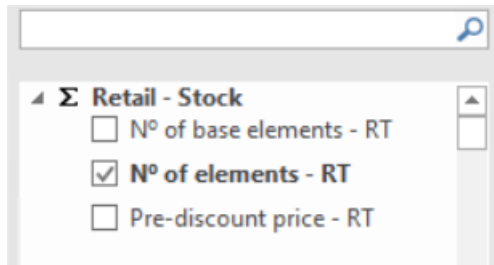 Σ Retail - Stock
Nº of base elements - RT
Nº of elements - RT
Pre-discount price - RT